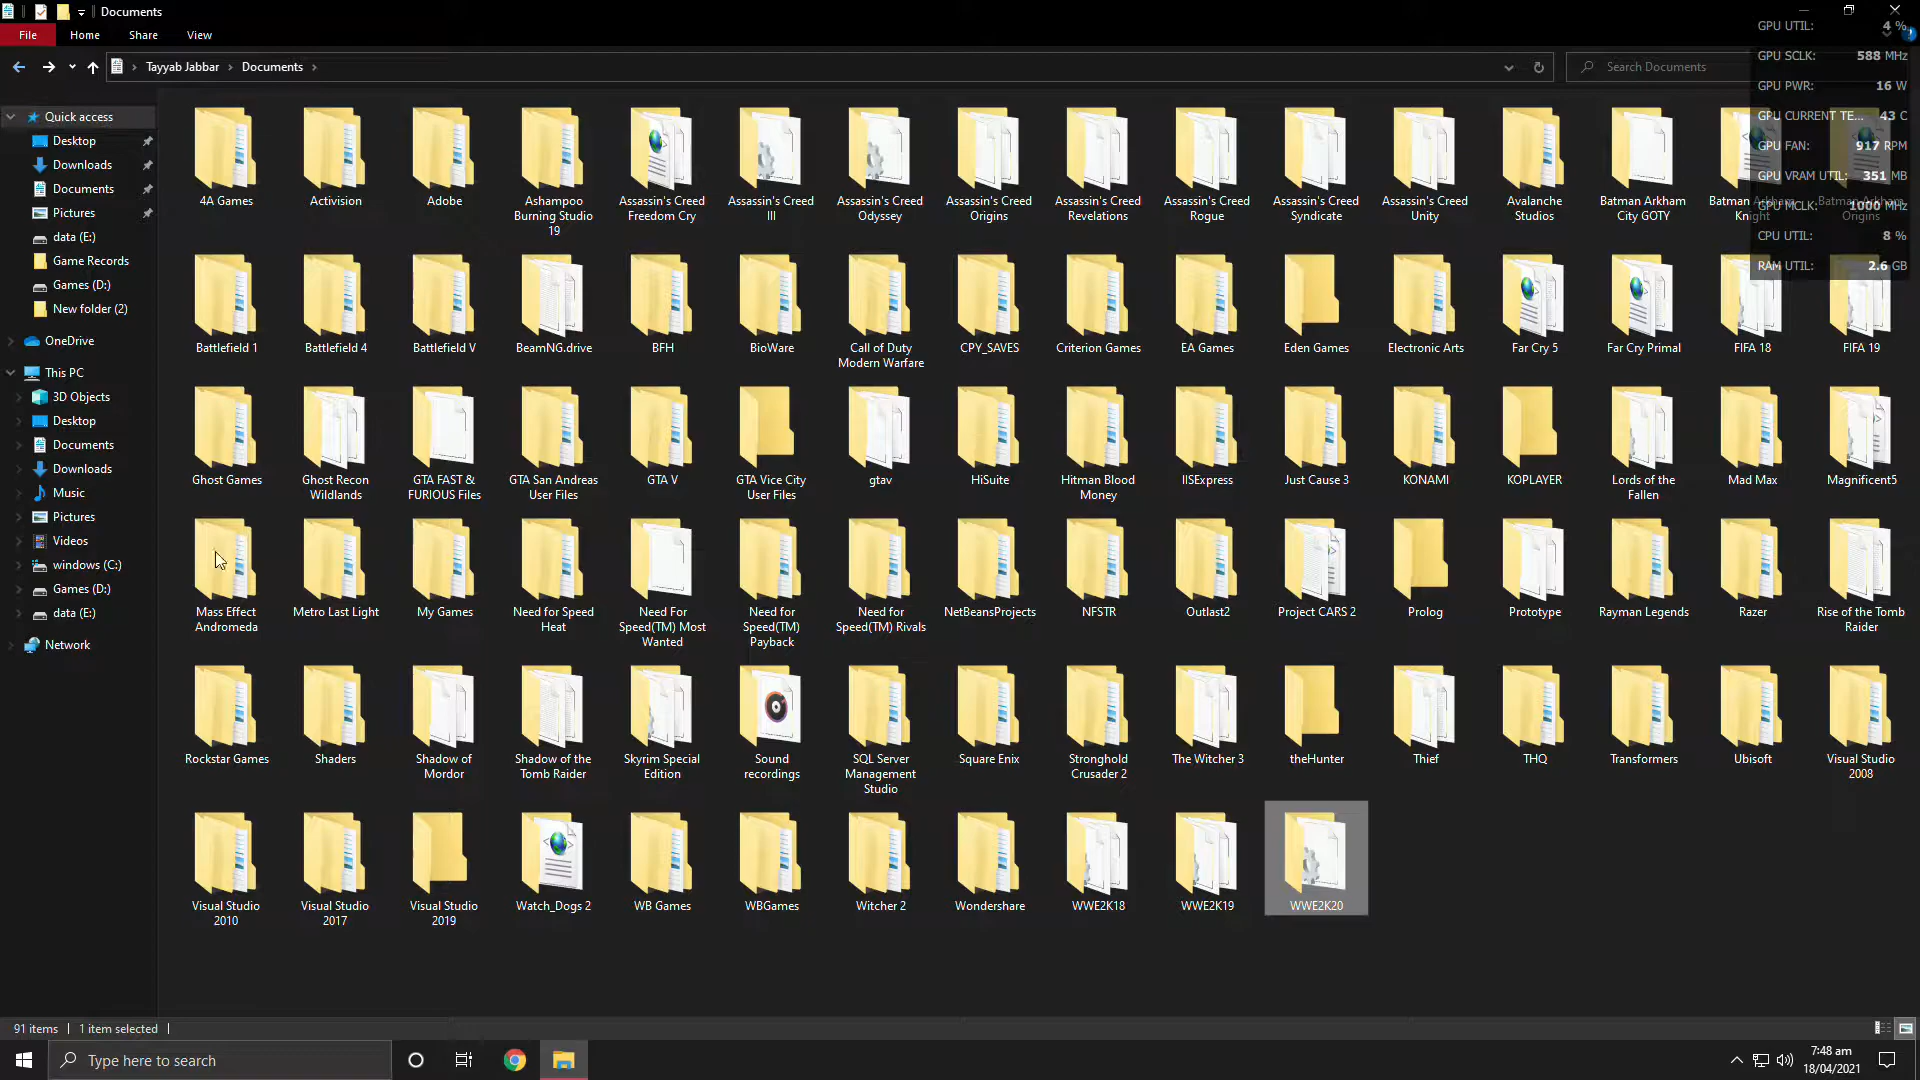 Documents
File Home Share View
Tayyab Jabbar Documents
Search Documents
GPU UTIL: 4 %
GPU SCLK: 588 MHz
GPU PWR: 16 W
GPU CURRENT TE... 43 C
GPU FAN: 917 RPM
GPU VRAM UTIL: 351 MB
GPU MCLK: 1000 MHz
CPU UTIL: 8 %
RAM UTIL: 2.6 GB
Quick access
Desktop
Downloads
Documents
Pictures
data (E:)
Game Records
Games (D:)
New folder (2)
OneDrive
This PC
3D Objects
Desktop
Documents
Downloads
Music
Pictures
Videos
windows (C:)
Games (D:)
data (E:)
Network
4A Games
Activision
Adobe
Ashampoo
Burning Studio
19
Assassin's Creed
Freedom Cry
Assassin's Creed
III
Assassin's Creed
Odyssey
Assassin's Creed
Origins
Assassin's Creed
Revelations
Assassin's Creed
Rogue
Assassin's Creed
Syndicate
Assassin's Creed
Unity
Avalanche
Studios
Batman Arkham
City GOTY
Batman Arkham
Knight
Batman Arkham
Origins
Battlefield 1
Battlefield 4
Battlefield V
BeamNG.drive
BFH
BioWare
Call of Duty
Modern Warfare
CPY_SAVES
Criterion Games
EA Games
Eden Games
Electronic Arts
Far Cry 5
Far Cry Primal
FIFA 18
FIFA 19
Ghost Games
Ghost Recon
Wildlands
GTA FAST &
FURIOUS Files
GTA San Andreas
User Files
GTA V
GTA Vice City
User Files
gtav
HiSuite
Hitman Blood
Money
IISExpress
Just Cause 3
KONAMI
KOPLAYER
Lords of the
Fallen
Mad Max
Magnificent5
Mass Effect
Andromeda
Metro Last Light
My Games
Need for Speed
Heat
Need For
Speed(TM) Most
Wanted
Need for
Speed(TM)
Payback
Need for
Speed(TM) Rivals
NetBeansProjects
NFSTR
Outlast2
Project CARS 2
Prolog
Prototype
Rayman Legends
Razer
Rise of the Tomb
Raider
Rockstar Games
Shaders
Shadow of
Mordor
Shadow of the
Tomb Raider
Skyrim Special
Edition
Sound
recordings
SQL Server
Management
Studio
Square Enix
Stronghold
Crusader 2
The Witcher 3
theHunter
Thief
THQ
Transformers
Ubisoft
Visual Studio
2008
Visual Studio
2010
Visual Studio
2017
Visual Studio
2019
Watch_Dogs 2
WB Games
WBGames
Witcher 2
Wondershare
WWE2K18
WWE2K19
WWE2K20
91 items 1 item selected
Type here to search
7:48 am
18/04/2021